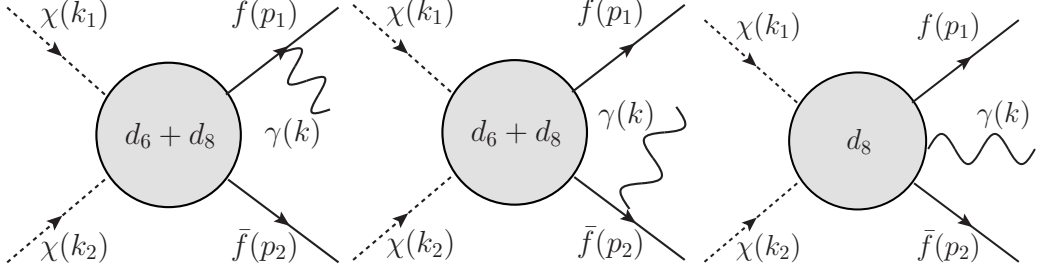 χ(k₁) f(p₁) χ(k₁) f(p₁) χ(k₁) f(p₁)
d₆ + d₈ γ(k) d₆ + d₈ γ(k) d₈ γ(k)
χ(k₂) f̄(p₂) χ(k₂) f̄(p₂) χ(k₂) f̄(p₂)